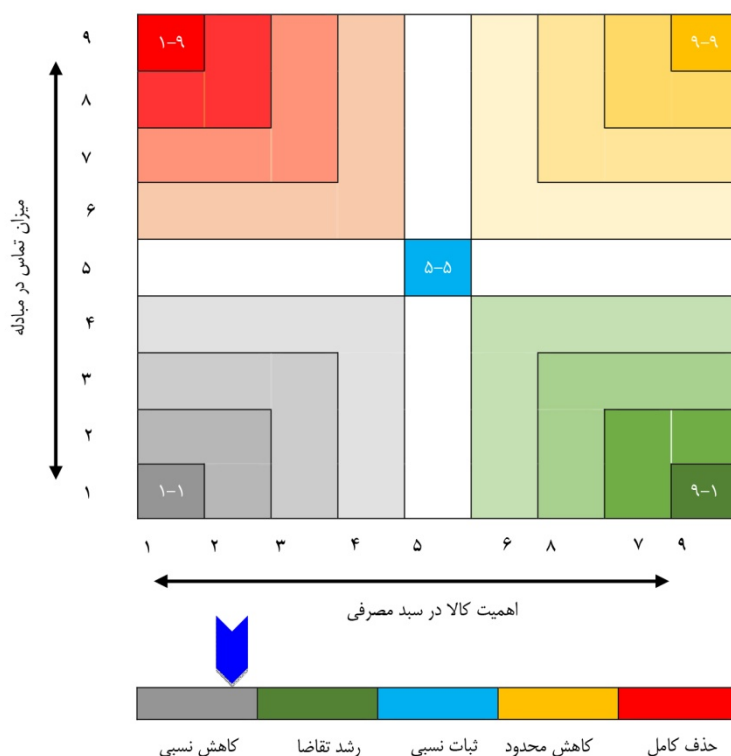 ۹
۱-۹
۹-۹
۸
۷
۶
میزان تماس در مبادله
۵
۵-۵
۴
۳
۲
۱
۱-۱
۹-۱
۱ ۲ ۳ ۴ ۵ ۶ ۸ ۷ ۹
اهمیت کالا در سبد مصرفی
حذف کامل
کاهش محدود
ثبات نسبی
رشد تقاضا
کاهش نسبی